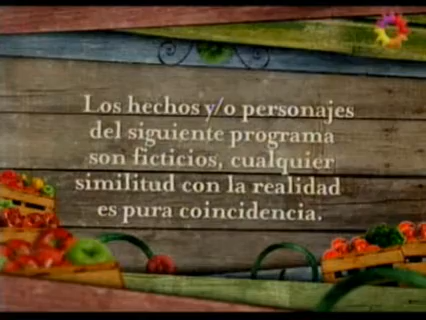 Los hechos y/o personajes
del siguiente programa
son ficticios, cualquier
similitud con la realidad
es pura coincidencia.